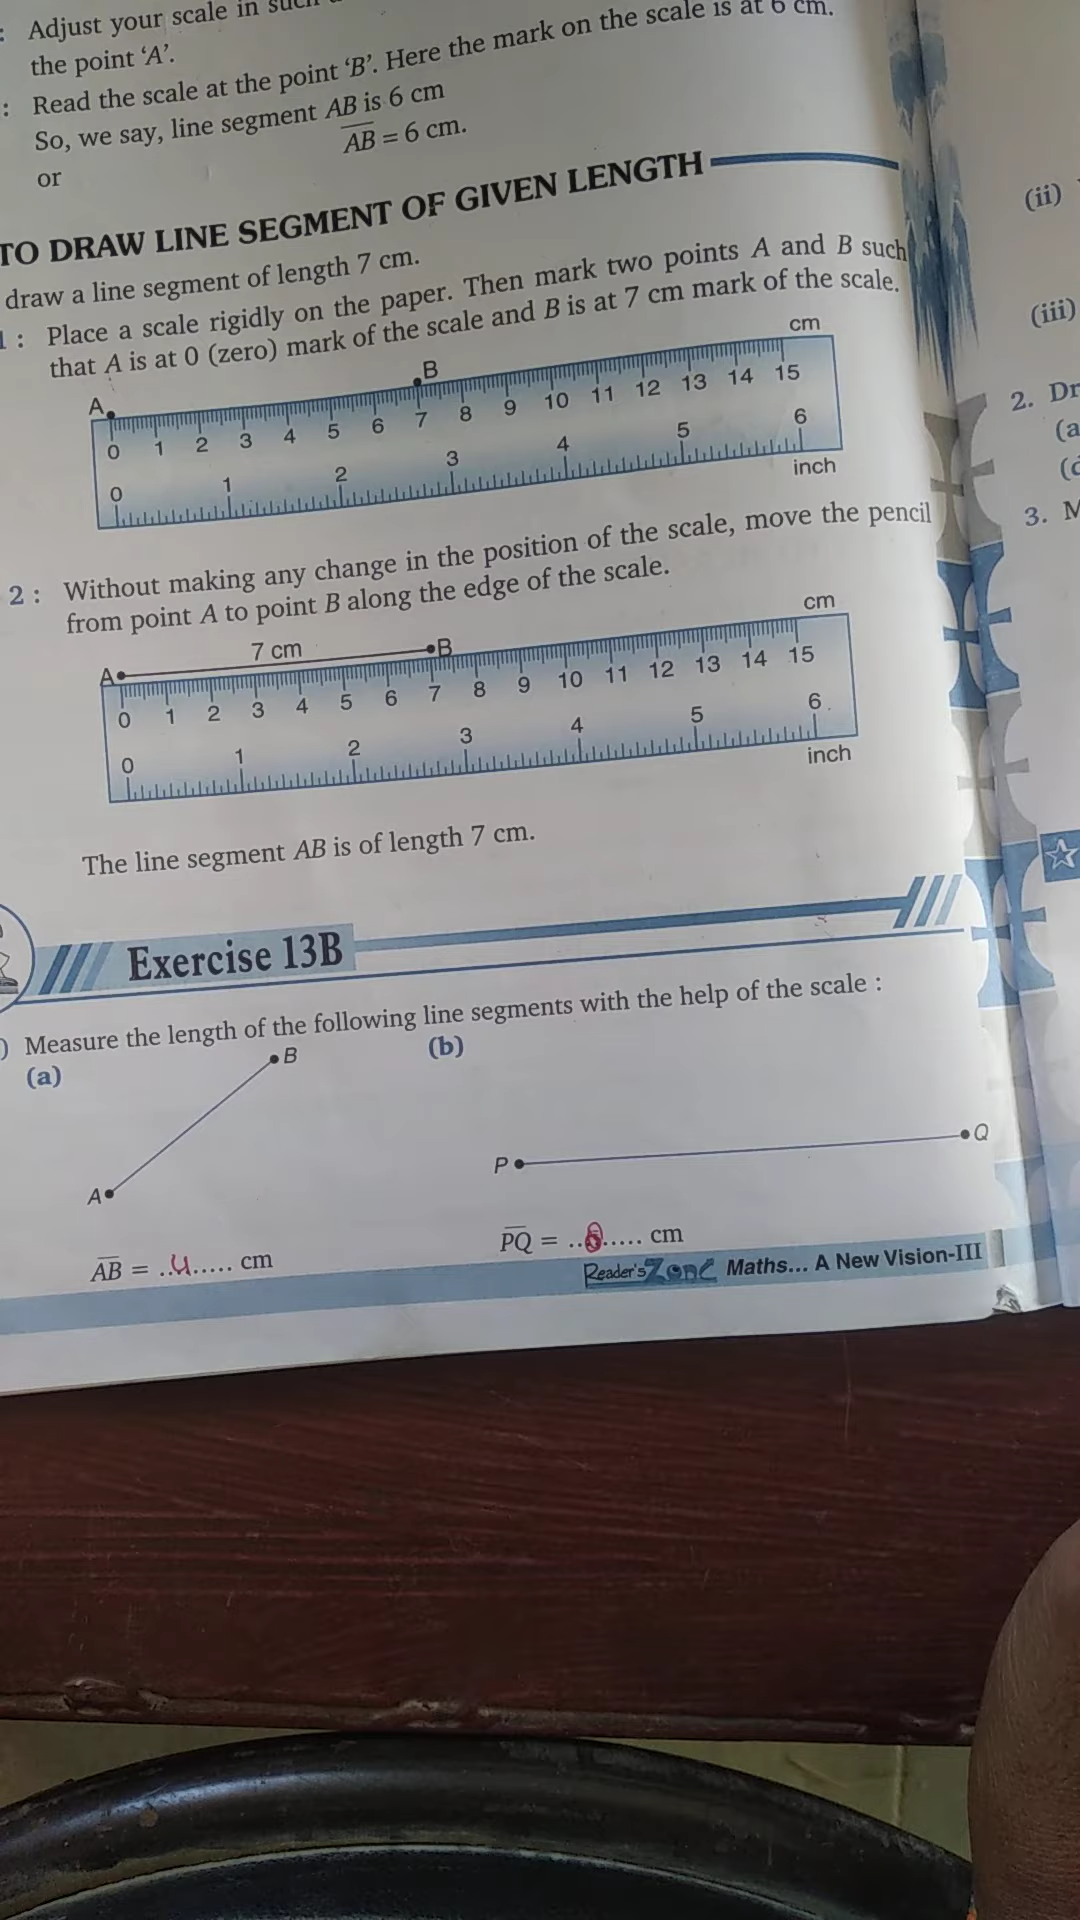 : Adjust your scale in
the point ‘A’.
: Read the scale at the point ‘B’. Here the mark on the scale is at 6 cm.
So, we say, line segment AB is 6 cm
or AB = 6 cm.
TO DRAW LINE SEGMENT OF GIVEN LENGTH
draw a line segment of length 7 cm.
1 : Place a scale rigidly on the paper. Then mark two points A and B such
that A is at 0 (zero) mark of the scale and B is at 7 cm mark of the scale.
cm
A B
0 1 2 3 4 5 6 7 8 9 10 11 12 13 14 15
0 1 2 3 4 5 6
inch
2 : Without making any change in the position of the scale, move the pencil
from point A to point B along the edge of the scale.
cm
A 7 cm B
0 1 2 3 4 5 6 7 8 9 10 11 12 13 14 15
0 1 2 3 4 5 6
inch
The line segment AB is of length 7 cm.
Exercise 13B
) Measure the length of the following line segments with the help of the scale :
(a) (b)
B
A
P Q
AB = ..4..... cm
PQ = ..8..... cm
Reader's Zone Maths... A New Vision-III
(ii)
(iii)
2. Dr
(a
(c
3. M